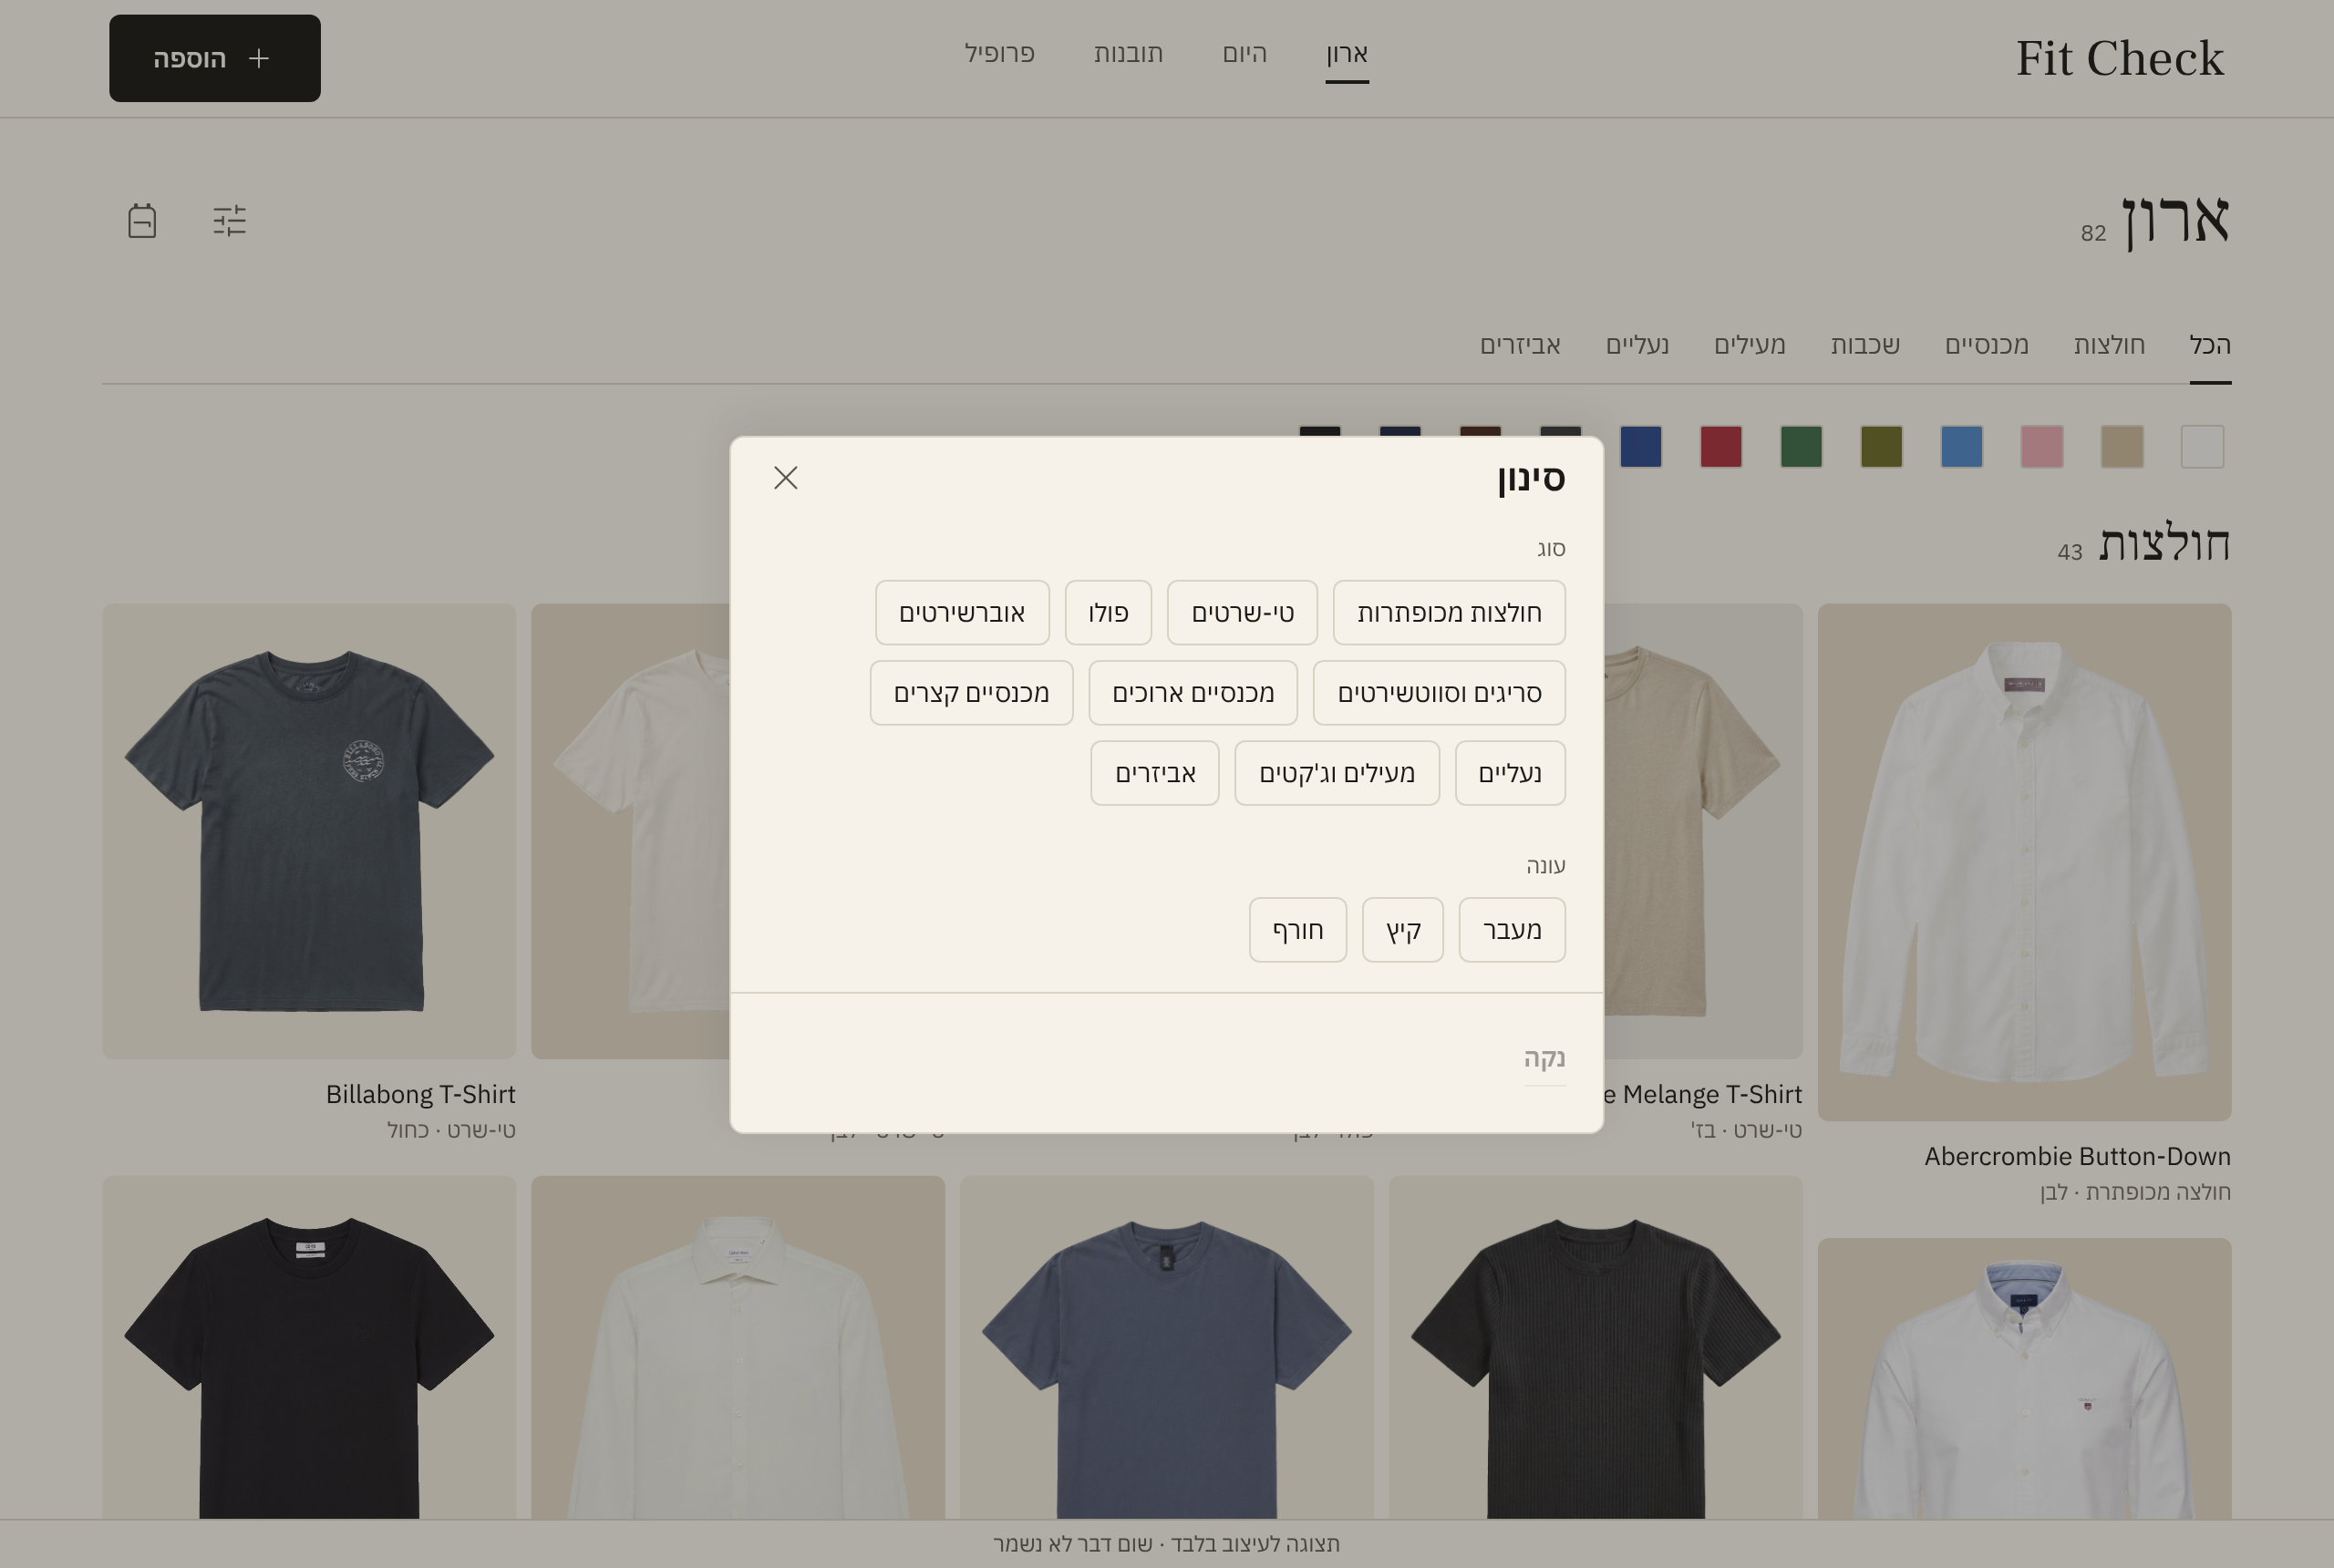 Fit Check
ארון
היום
תובנות
פרופיל
הוספה
ארון 82
הכל
חולצות
מכנסיים
שכבות
מעילים
נעליים
אביזרים
חולצות 43
סינון
סוג
חולצות מכופתרות
טי-שרטים
פולו
אוברשירטים
סריגים וסווטשירטים
מכנסיים ארוכים
מכנסיים קצרים
נעליים
מעילים וג'קטים
אביזרים
עונה
מעבר
קיץ
חורף
נקה
Abercrombie Button-Down
חולצה מכופתרת · לבן
Melange T-Shirt
טי-שרט · בז'
Billabong T-Shirt
טי-שרט · כחול
תצוגה לעיצוב בלבד · שום דבר לא נשמר